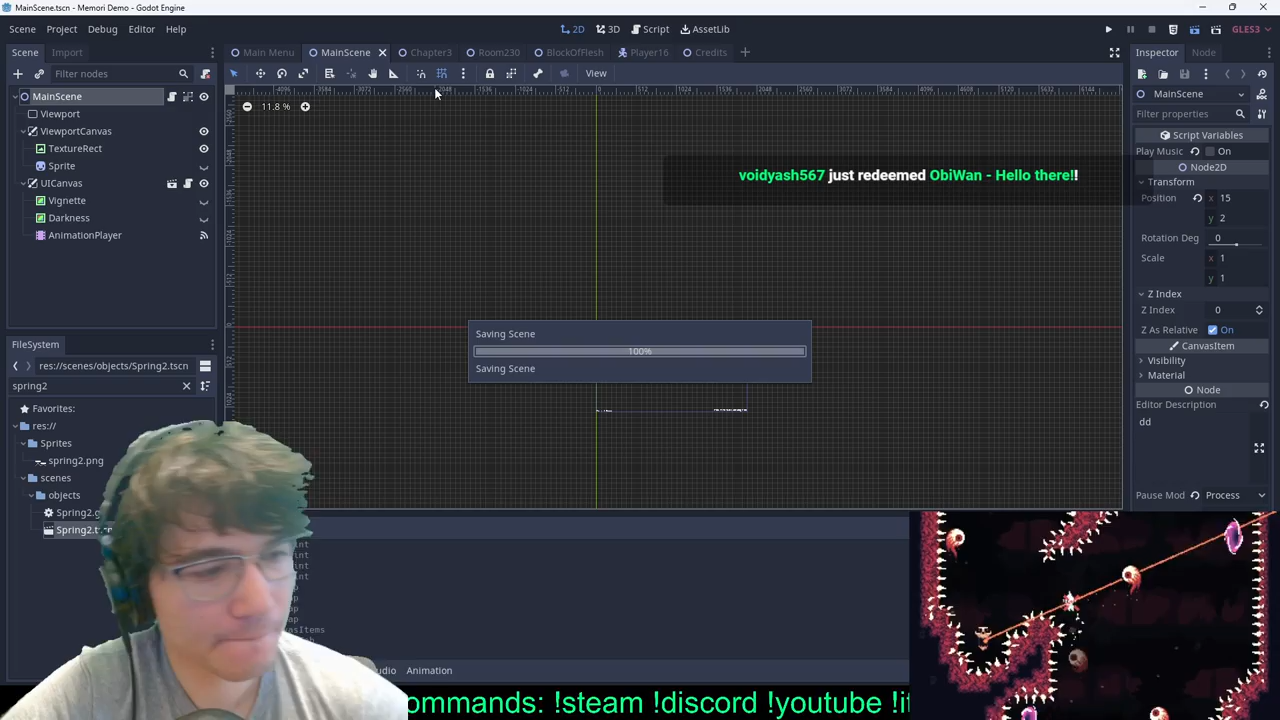 MainScene.tscn - Memori Demo - Godot Engine
Scene Project Debug Editor Help
2D 3D Script AssetLib
GLES3
Scene Import
Main Menu MainScene Chapter3 Room230 BlockOfFlesh Player16 Credits
Inspector Node
Filter nodes
View
MainScene
Viewport
ViewportCanvas
TextureRect
Sprite
UICanvas
Vignette
Darkness
AnimationPlayer
11.8 %
voidyash567 just redeemed ObiWan - Hello there!!
Saving Scene
100%
Saving Scene
MainScene
Filter properties
Script Variables
Play Music On
Node2D
Transform
Position x 15
y 2
Rotation Deg 0
Scale x 1
y 1
Z Index
Z Index 0
Z As Relative On
CanvasItem
Visibility
Material
Node
Editor Description
dd
Pause Mod Process
FileSystem
res://scenes/objects/Spring2.tscn
spring2
Favorites:
res://
Sprites
spring2.png
scenes
objects
Animation
ommands: !steam !discord !youtube !it